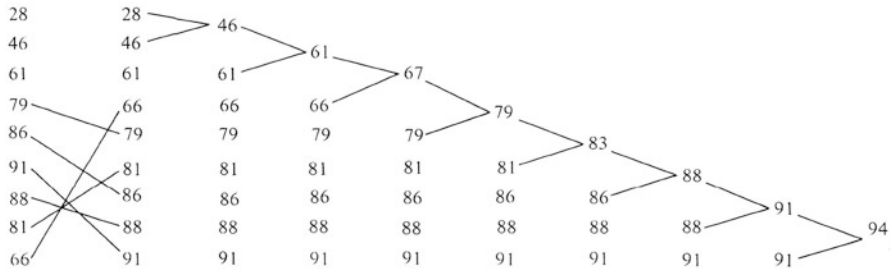 28 28 46
46 46 61
61 61 61 67
79 66 66 66 79
86 79 79 79 79 83
91 81 81 81 81 81 88
88 86 86 86 86 86 86 91
81 88 88 88 88 88 88 88 94
66 91 91 91 91 91 91 91 91